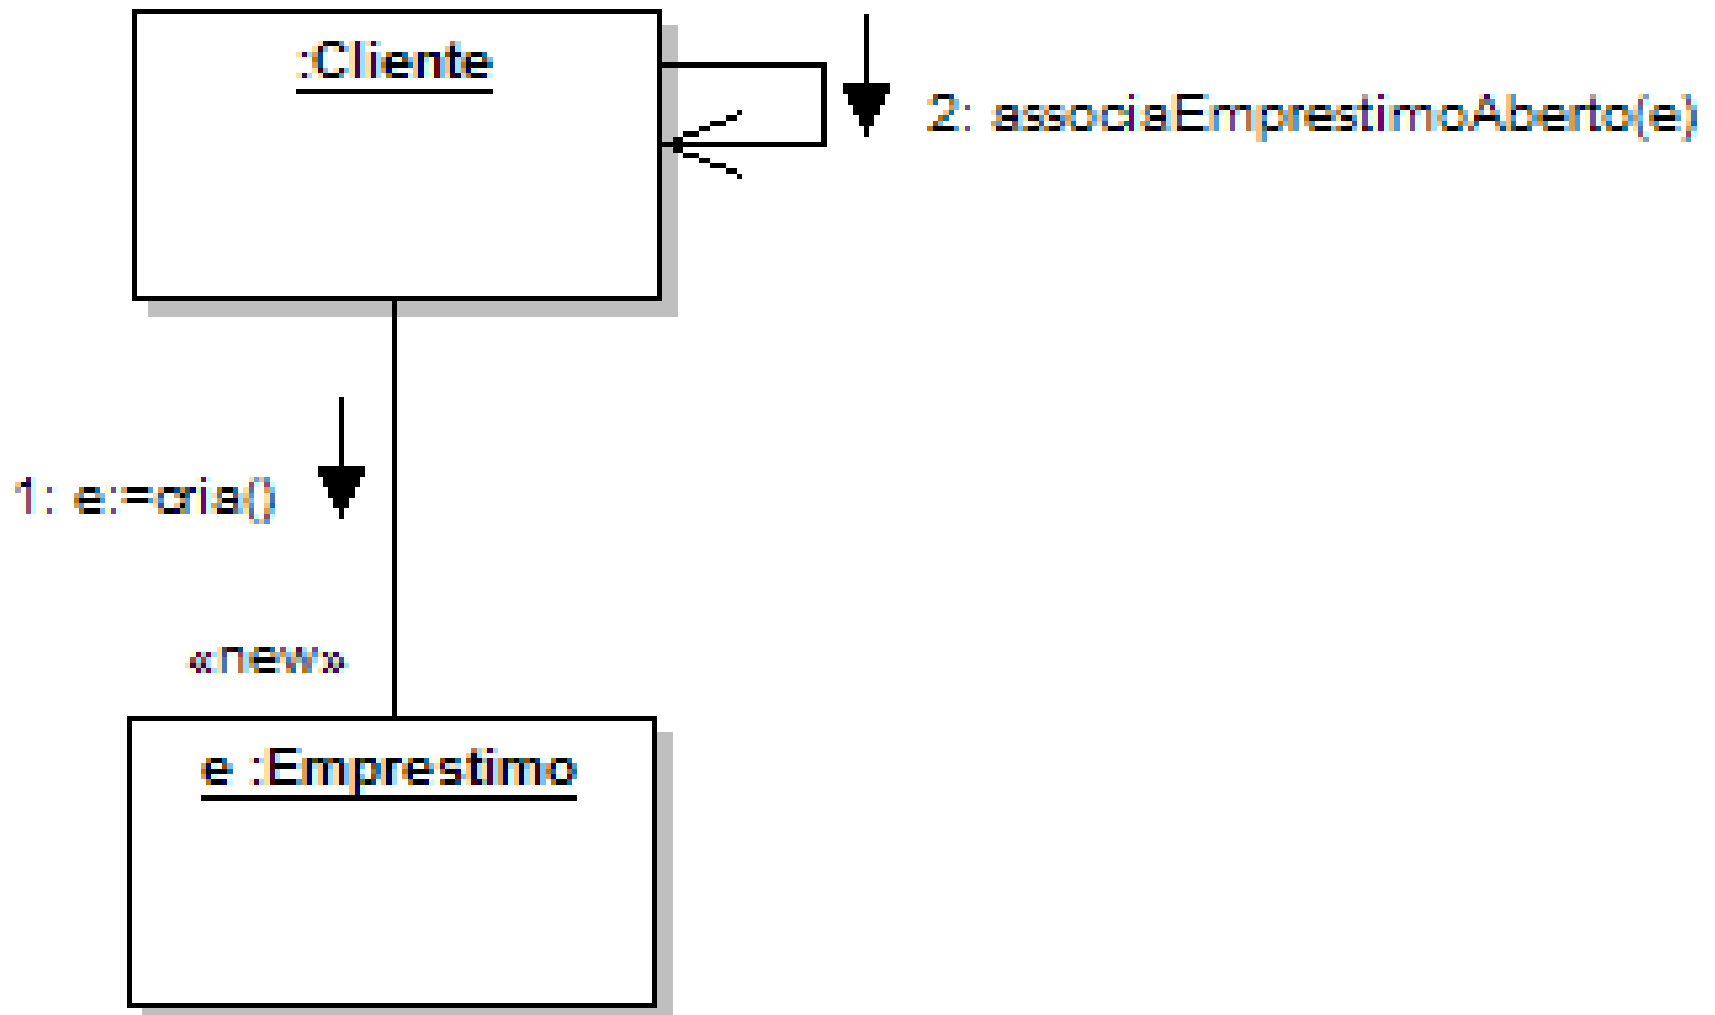 :Cliente
2: associaEmprestimoAberto(e)
1: e:=cria()
«new»
e :Emprestimo